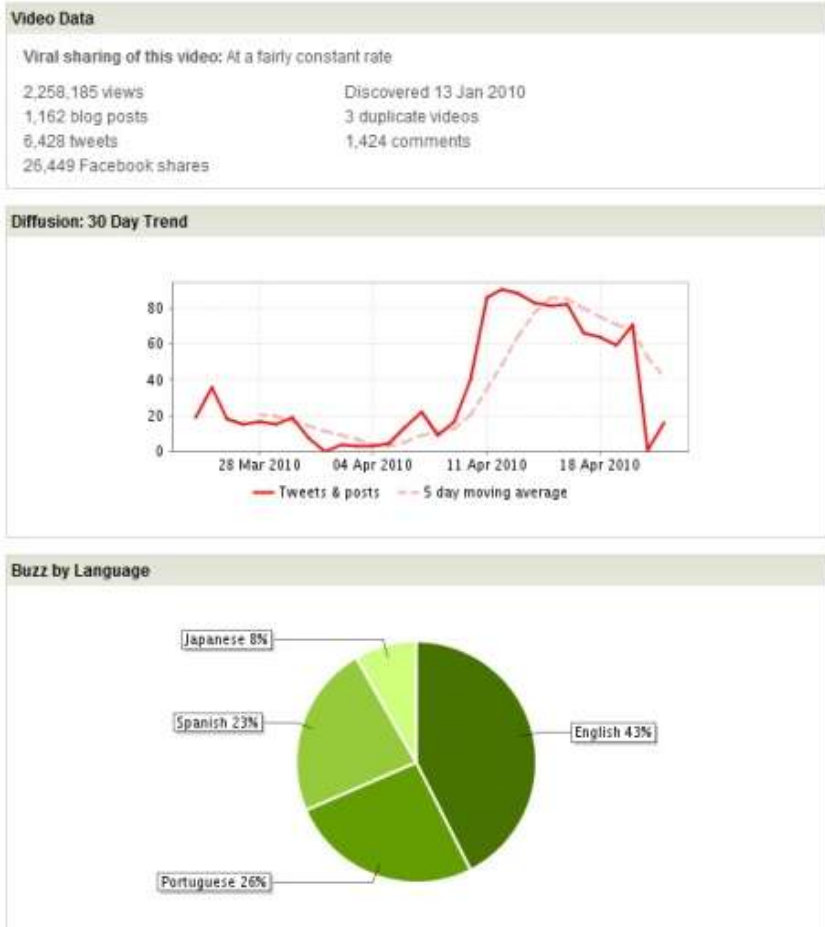 Video Data
Viral sharing of this video: At a fairly constant rate
2,258,185 views
Discovered 13 Jan 2010
1,162 blog posts
3 duplicate videos
6,428 tweets
1,424 comments
26,449 Facebook shares
Diffusion: 30 Day Trend
80
60
40
20
0
28 Mar 2010 04 Apr 2010 11 Apr 2010 18 Apr 2010
Tweets & posts 5 day moving average
Buzz by Language
Japanese 8%
Spanish 23%
English 43%
Portuguese 26%